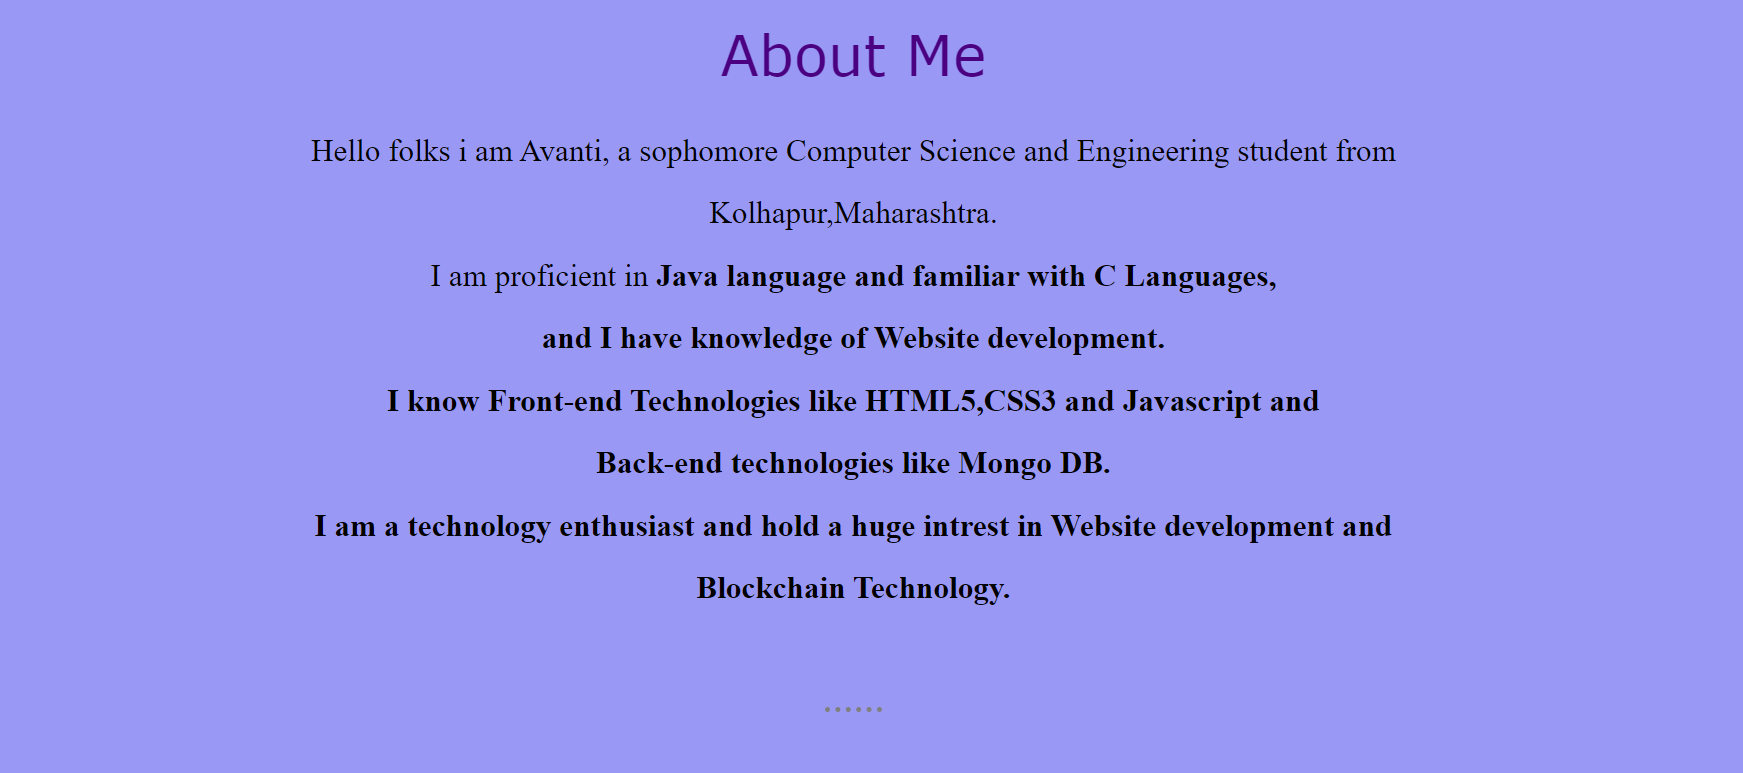 About Me
Hello folks i am Avanti, a sophomore Computer Science and Engineering student from
Kolhapur,Maharashtra.
I am proficient in Java language and familiar with C Languages,
and I have knowledge of Website development.
I know Front-end Technologies like HTML5,CSS3 and Javascript and
Back-end technologies like Mongo DB.
I am a technology enthusiast and hold a huge intrest in Website development and
Blockchain Technology.